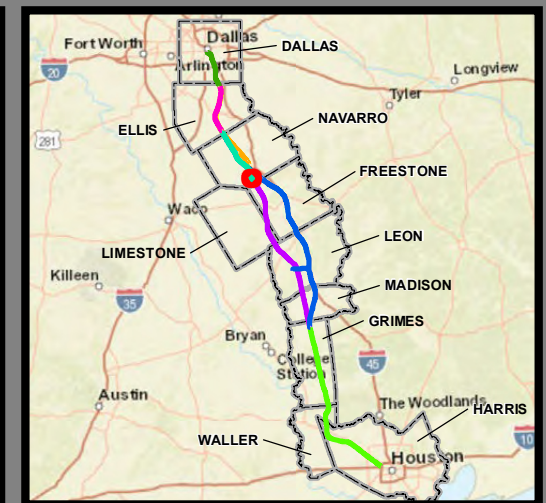 Dallas
Fort Worth
DALLAS
Arlington
20
Longview
Tyler
ELLIS
NAVARRO
281
FREESTONE
Waco
LEON
LIMESTONE
Killeen
MADISON
35
GRIMES
Bryan
College
Station
45
Austin
The Woodlands
HARRIS
WALLER
10
Houston